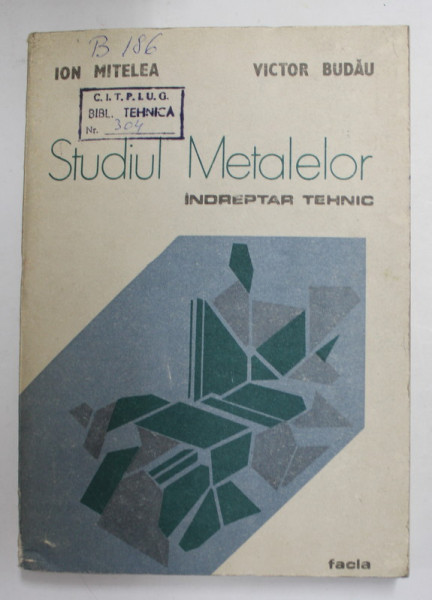 B 186
ION MITELEA VICTOR BUDĂU
C. I. T. P. I. U. G.
BIBL. TEHNICA
Nr. 304
Studiul Metalelor
ÎNDREPTAR TEHNIC
facla